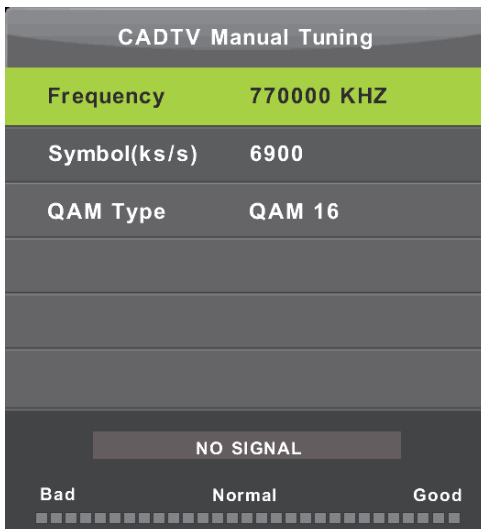 CADTV Manual Tuning
Frequency 770000 KHZ
Symbol(ks/s) 6900
QAM Type QAM 16
NO SIGNAL
Bad Normal Good